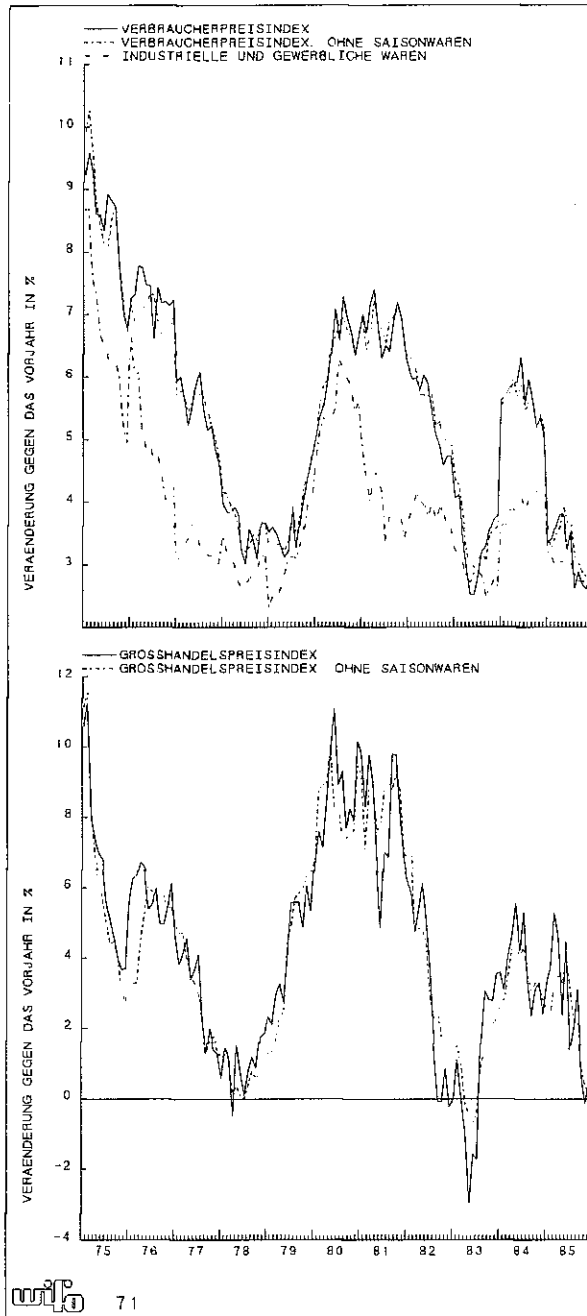 VERBRAUCHERPREISINDEX
VERBRAUCHERPREISINDEX. OHNE SAISONWAREN
INDUSTRIELLE UND GEWERBLICHE WAREN
11
10
9
8
7
6
5
4
3
VERAENDERUNG GEGEN DAS VORJAHR IN %
GROSSHANDELSPREISINDEX
GROSSHANDELSPREISINDEX OHNE SAISONWAREN
12
10
8
6
4
2
0
-2
-4
VERAENDERUNG GEGEN DAS VORJAHR IN %
75 76 77 78 79 80 81 82 83 84 85
wifo 71